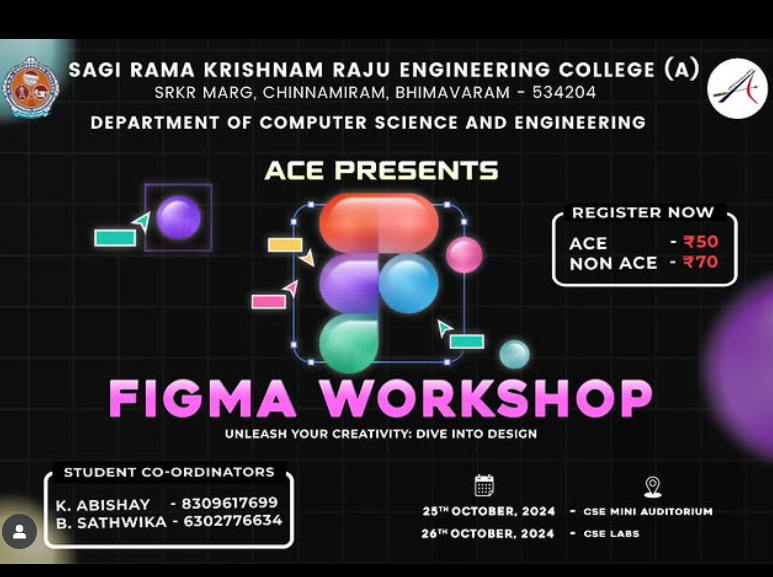 SAGI RAMA KRISHNAM RAJU ENGINEERING COLLEGE (A)
SRKR MARG, CHINNAMIRAM, BHIMAVARAM - 534204
DEPARTMENT OF COMPUTER SCIENCE AND ENGINEERING
ACE PRESENTS
REGISTER NOW
ACE - ₹50
NON ACE - ₹70
FIGMA WORKSHOP
UNLEASH YOUR CREATIVITY: DIVE INTO DESIGN
STUDENT CO-ORDINATORS
K. ABISHAY - 8309617699
B. SATHWIKA - 6302776634
25TH OCTOBER, 2024 - CSE MINI AUDITORIUM
26TH OCTOBER, 2024 - CSE LABS